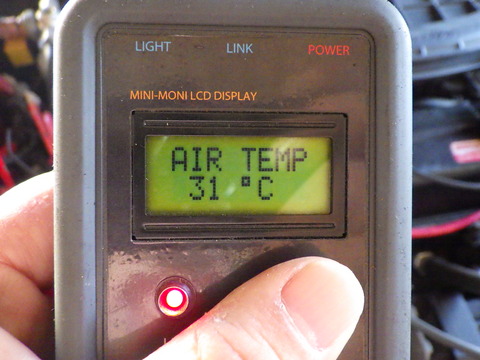 LIGHT LINK POWER
MINI-MONI LCD DISPLAY
AIR TEMP
31 °C